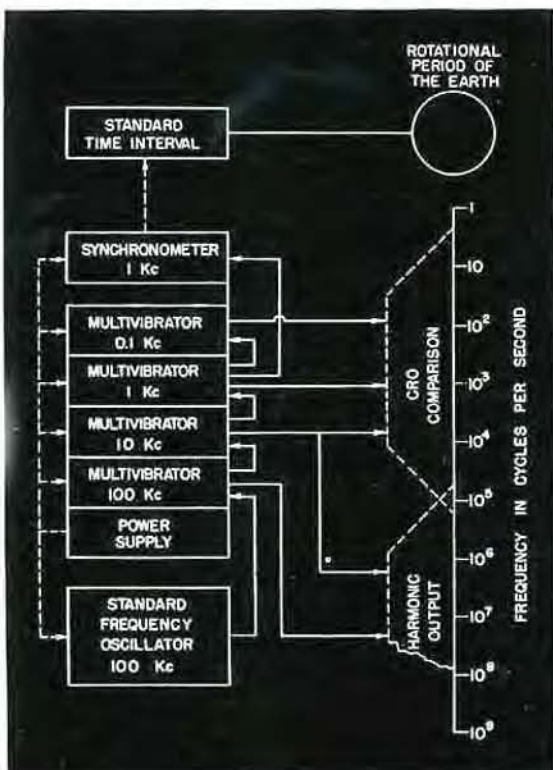 ROTATIONAL
PERIOD OF
THE EARTH
STANDARD
TIME INTERVAL
SYNCHRONOMETER
1 Kc
MULTIVIBRATOR
0.1 Kc
MULTIVIBRATOR
1 Kc
MULTIVIBRATOR
10 Kc
MULTIVIBRATOR
100 Kc
POWER
SUPPLY
STANDARD
FREQUENCY
OSCILLATOR
100 Kc
CRO
COMPARISON
HARMONIC
OUTPUT
1
10
10²
10³
10⁴
10⁵
10⁶
10⁷
10⁸
10⁹
FREQUENCY IN CYCLES PER SECOND